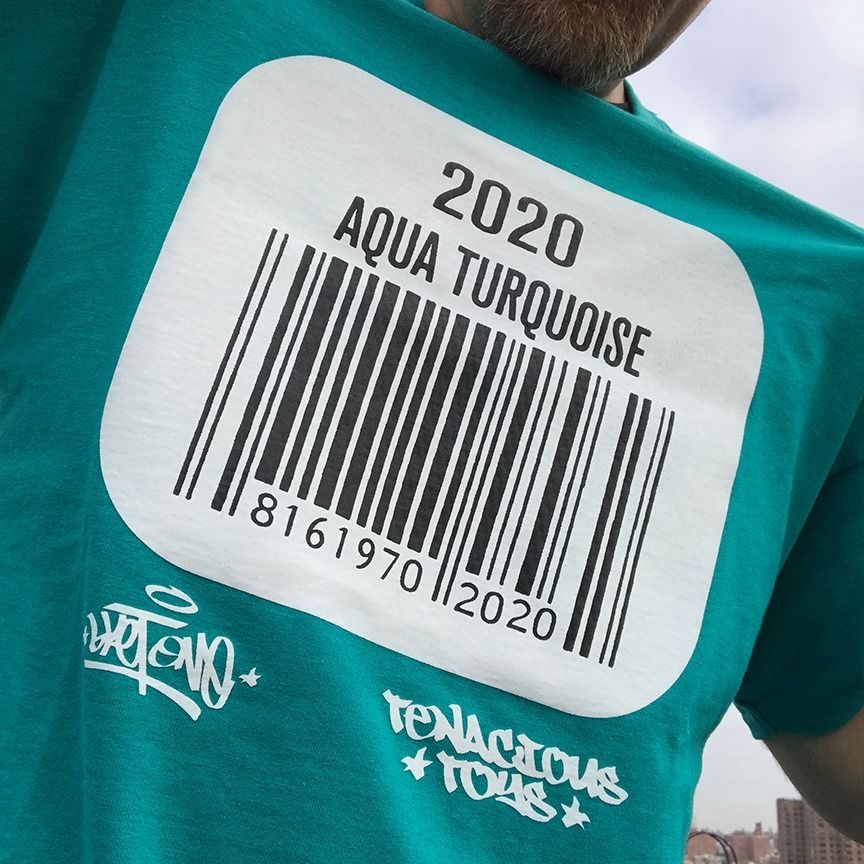 2020
AQUA TURQUOISE
8161970 2020
TENACIOUS
TOYS